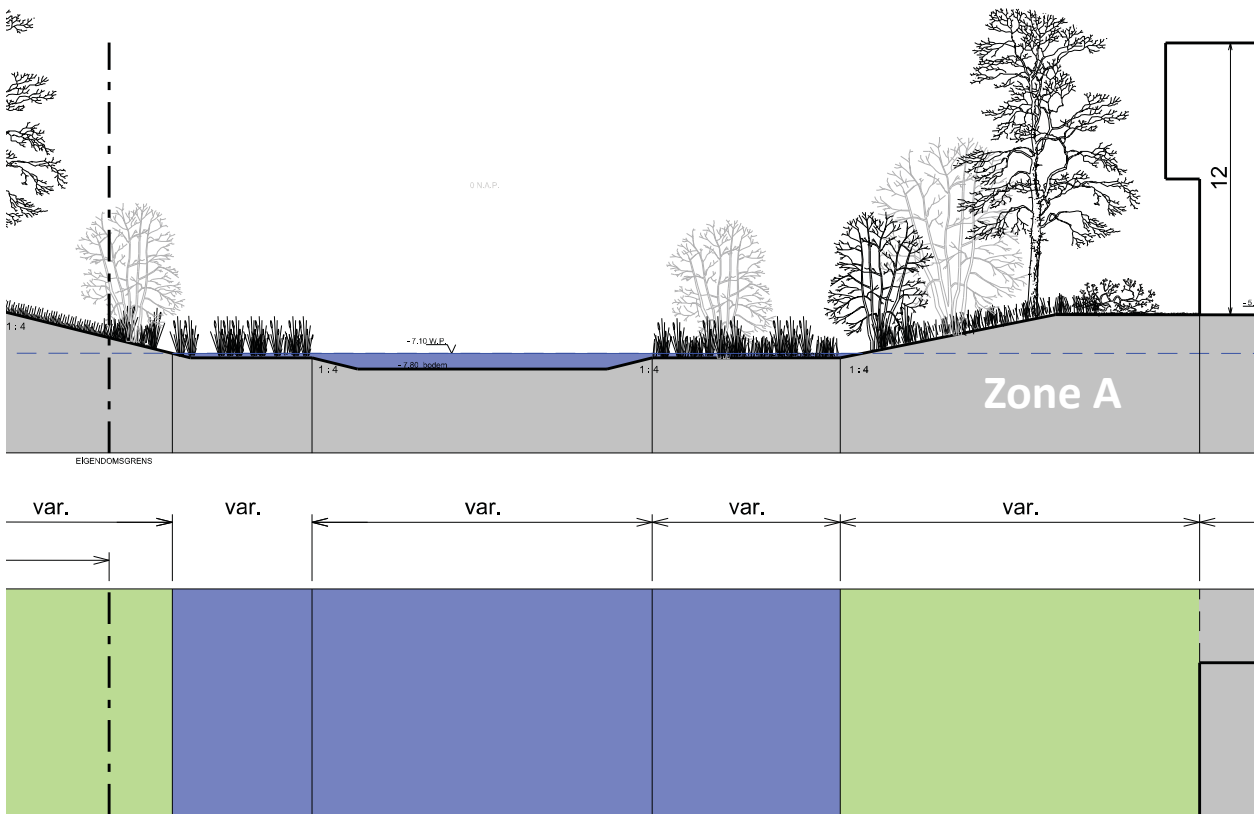 0 N.A.P.
12
-5
1:4
-7.10 W.P.
-7.80 bodem
1:4
1:4
1:4
Zone A
EIGENDOMSGRENS
var.
var.
var.
var.
var.